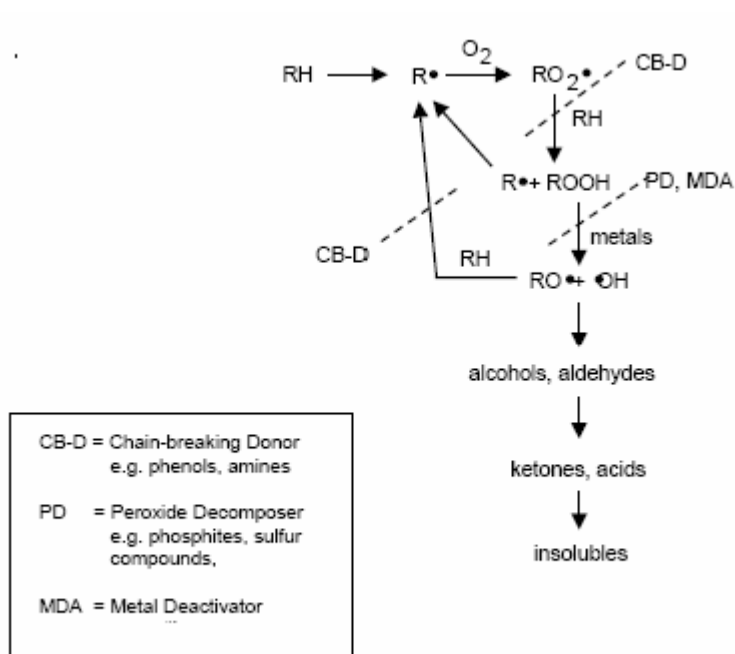 O2
RH R• RO2• CB-D
RH
R•+ ROOH PD, MDA
metals
CB-D RH RO•+ •OH
alcohols, aldehydes
ketones, acids
insolubles
CB-D = Chain-breaking Donor
e.g. phenols, amines
PD = Peroxide Decomposer
e.g. phosphites, sulfur
compounds,
MDA = Metal Deactivator